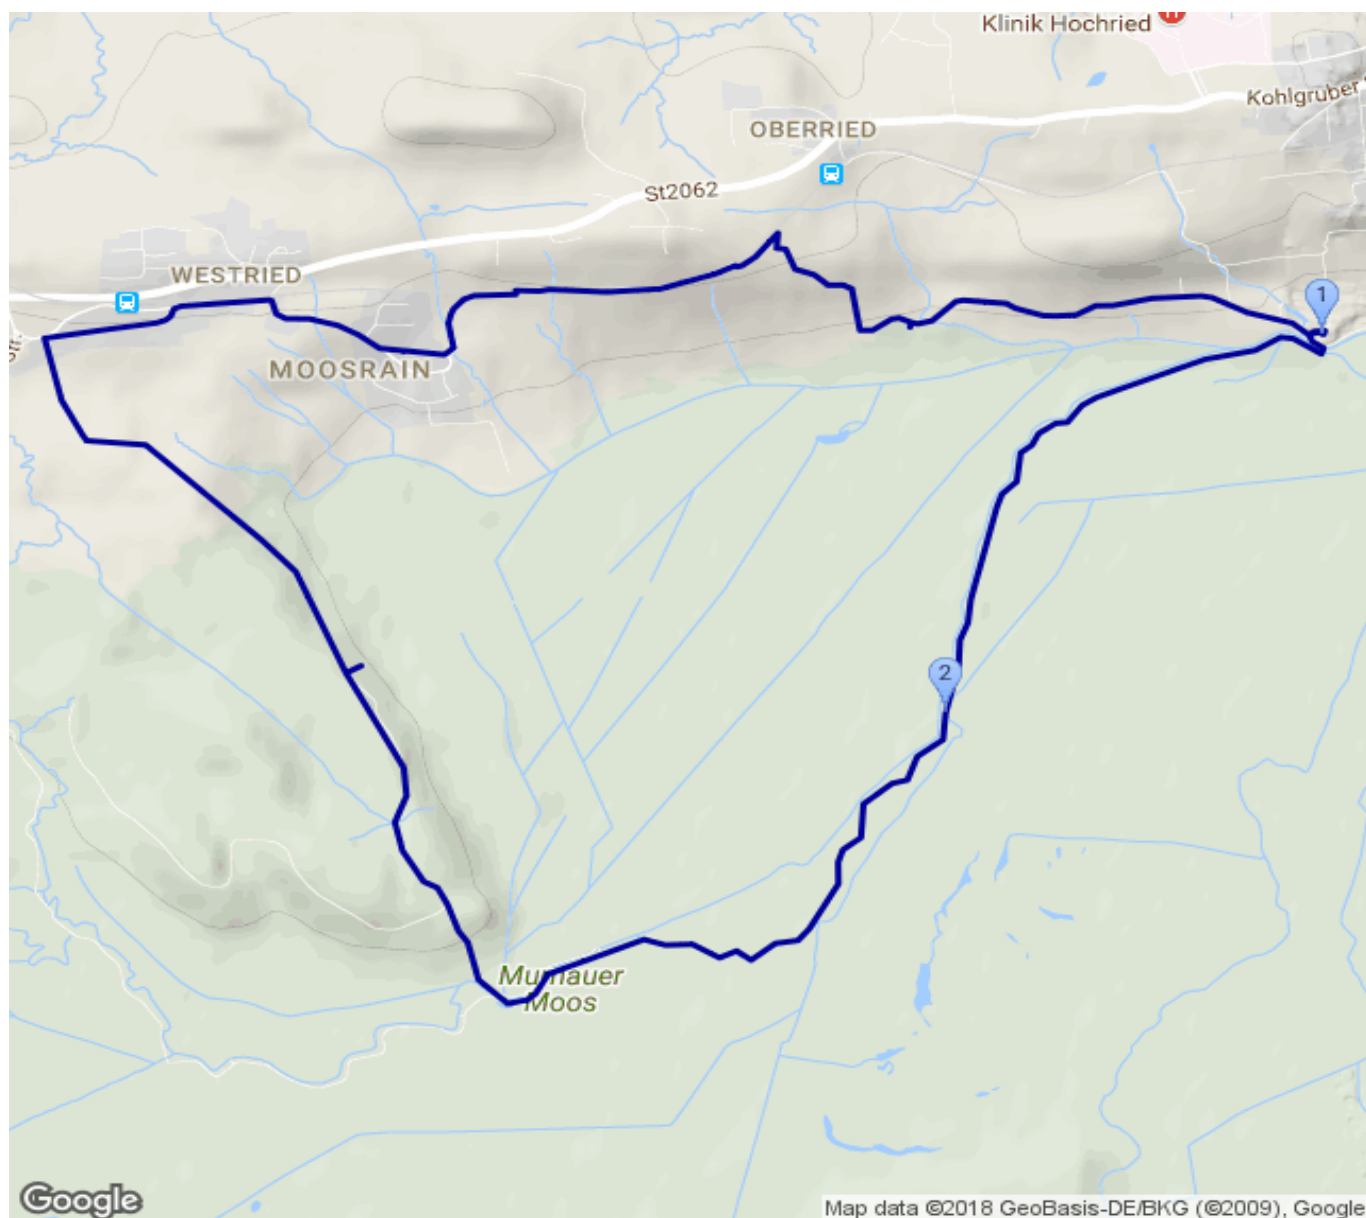 Klinik Hochried
Kohlgruber
OBERRIED
St2062
WESTRIED
1
MOOSRAIN
2
Murnauer
Moos
Google
Map data ©2018 GeoBasis-DE/BKG (©2009), Google